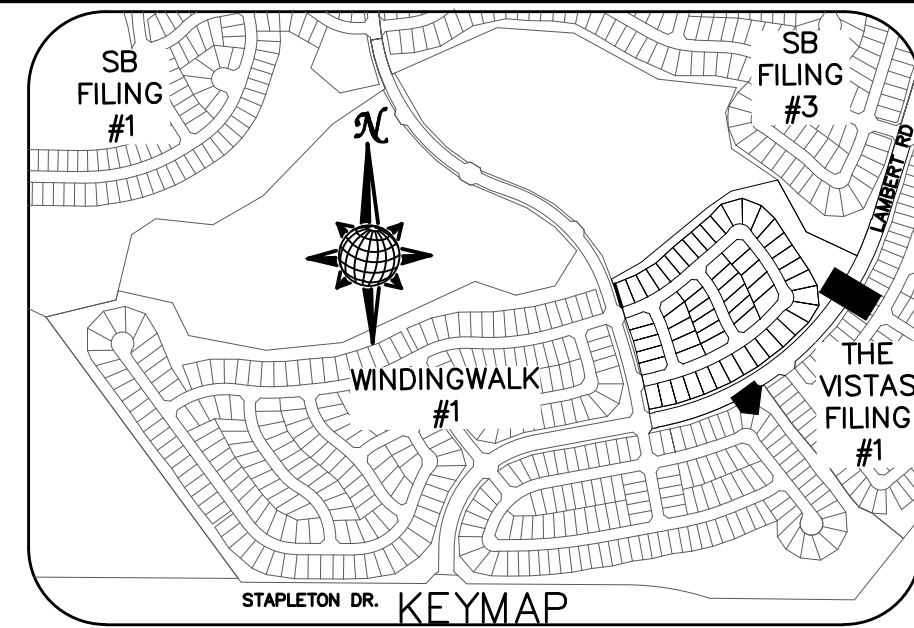 SB
FILING
#1
SB
FILING
#3
LAMBERT RD
N
WINDINGWALK
#1
THE
VISTAS
FILING
#1
STAPLETON DR.
KEYMAP